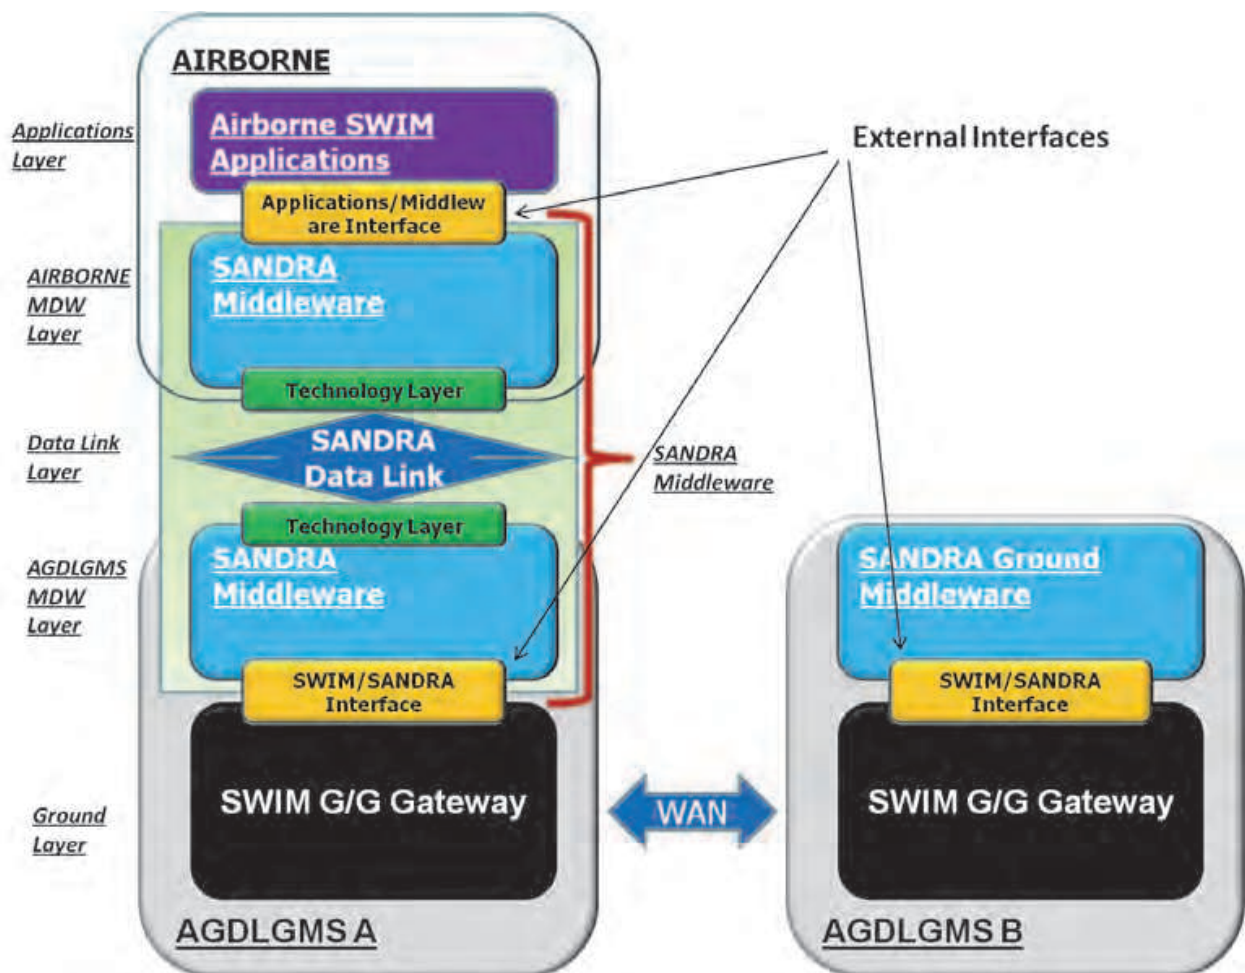 AIRBORNE
Airborne SWIM
Applications
Applications
Layer
External Interfaces
Applications/Middlew
are Interface
SANDRA
Middleware
AIRBORNE
MDW
Layer
Technology Layer
Data Link
Layer
SANDRA
Data Link
SANDRA
Middleware
Technology Layer
SANDRA
Middleware
AGDLGMS
MDW
Layer
SANDRA Ground
Middleware
SWIM/SANDRA
Interface
SWIM/SANDRA
Interface
SWIM G/G Gateway
WAN
SWIM G/G Gateway
Ground
Layer
AGDLGMS A
AGDLGMS B